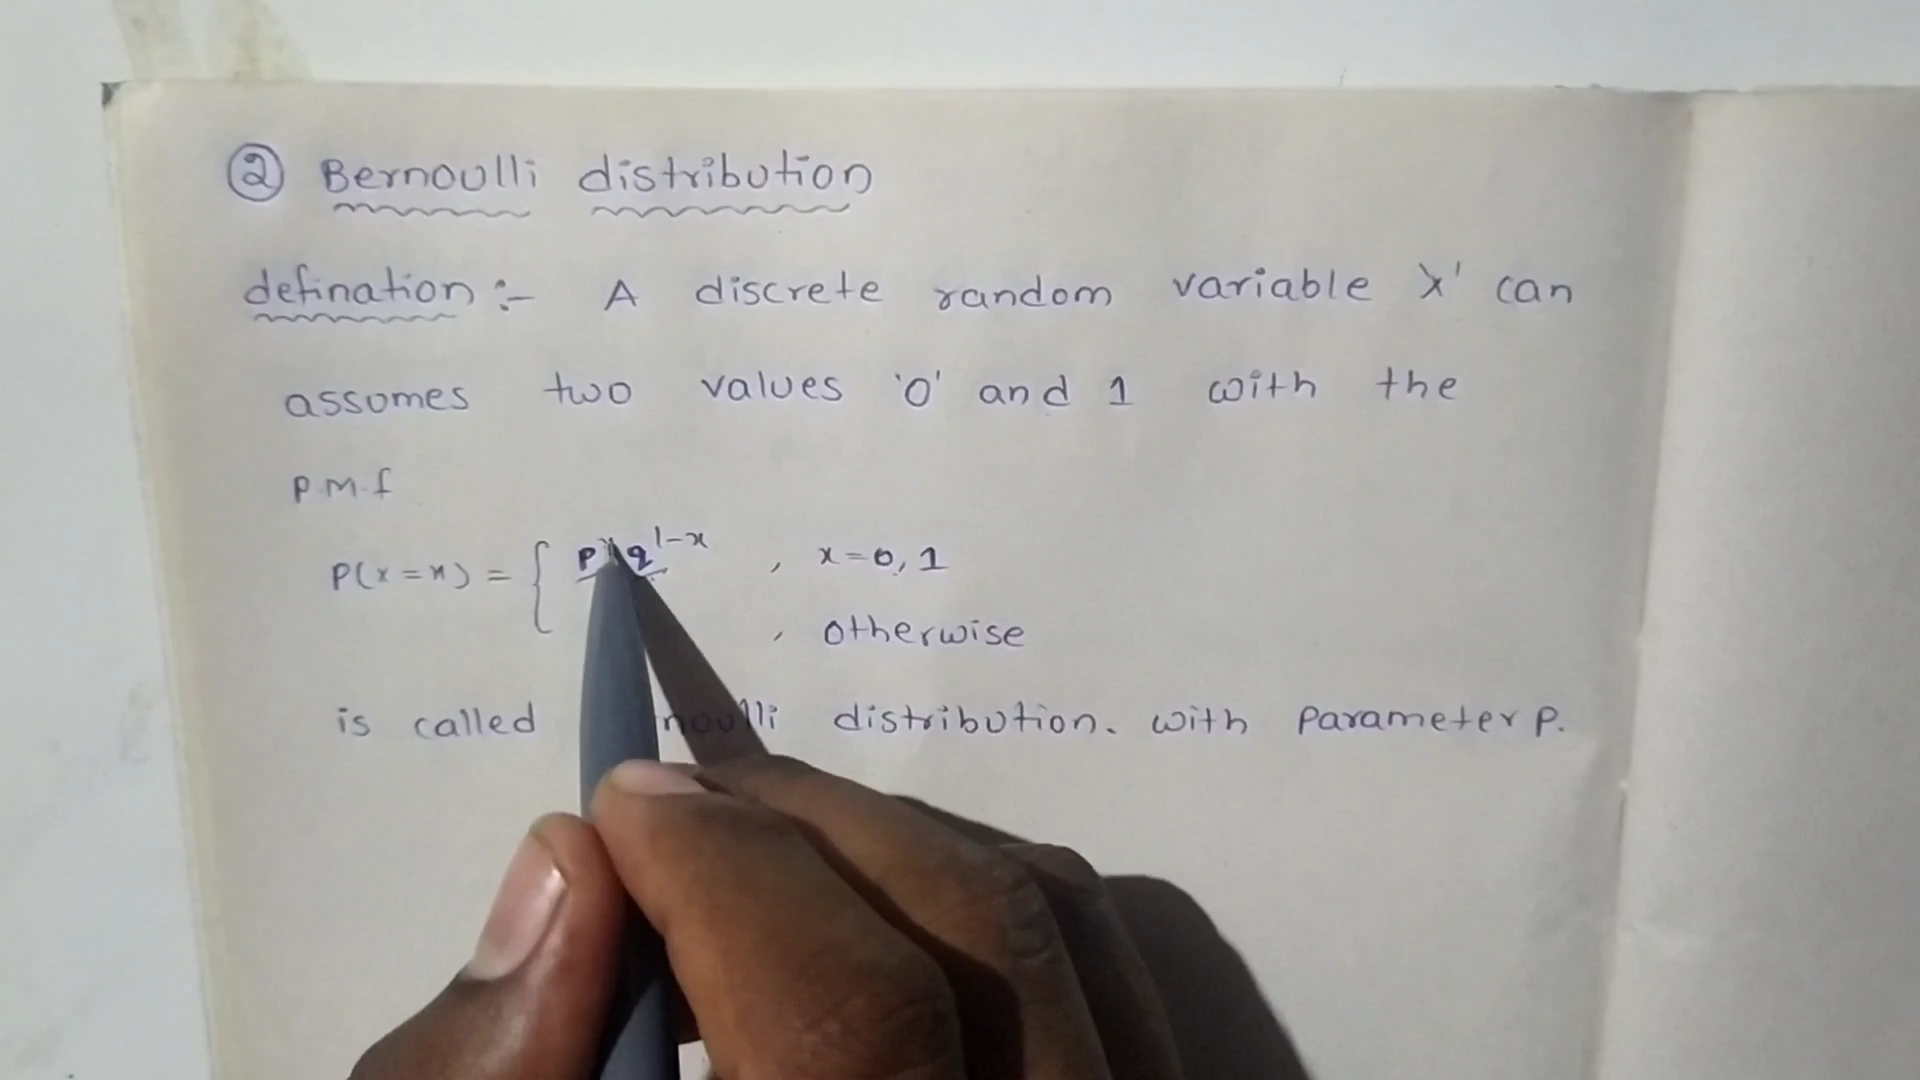 ② Bernoulli distribution
defination :- A discrete random variable X' can
assumes two values '0' and 1 with the
P.M.f
P(x=x) = { p^x q^1-x , x=0,1
, otherwise
is called distribution. with parameter p.